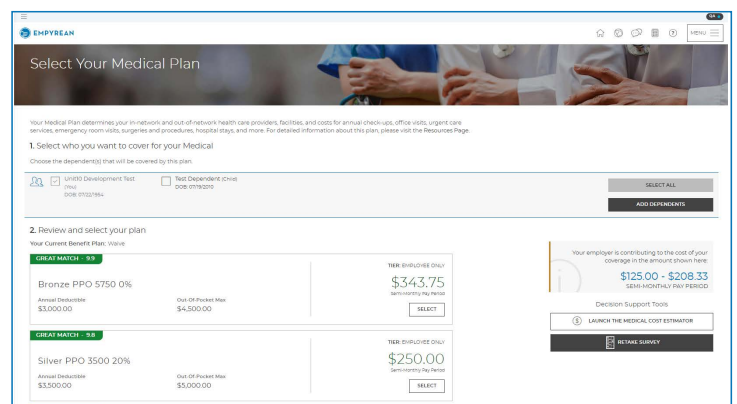 QA
EMPYREAN
MENU
Select Your Medical Plan
Your Medical Plan determines your in-network and out-of-network health care providers, facilities, and costs for annual check-ups, office visits, urgent care
services, emergency room visits, surgeries and procedures, hospital stays, and more. For detailed information about this plan, please visit the Resources Page.
1. Select who you want to cover for your Medical
Choose the dependent(s) that will be covered by this plan.
Unit10 Development Test
(You)
DOB: 07/22/1994
Test Dependent (Child)
DOB: 07/19/2010
SELECT ALL
ADD DEPENDENTS
2. Review and select your plan
Your Current Benefit Plan: Waive
GREAT MATCH - 9.9
Bronze PPO 5750 0%
Annual Deductible
$3,000.00
Out-Of-Pocket Max
$4,500.00
TIER: EMPLOYEE ONLY
$343.75
Semi-Monthly Pay Period
SELECT
GREAT MATCH - 9.8
Silver PPO 3500 20%
Annual Deductible
$3,500.00
Out-Of-Pocket Max
$5,000.00
TIER: EMPLOYEE ONLY
$250.00
Semi-Monthly Pay Period
SELECT
Your employer is contributing to the cost of your
coverage in the amount shown here:
$125.00 - $208.33
SEMI-MONTHLY PAY PERIOD
Decision Support Tools
LAUNCH THE MEDICAL COST ESTIMATOR
RETAKE SURVEY